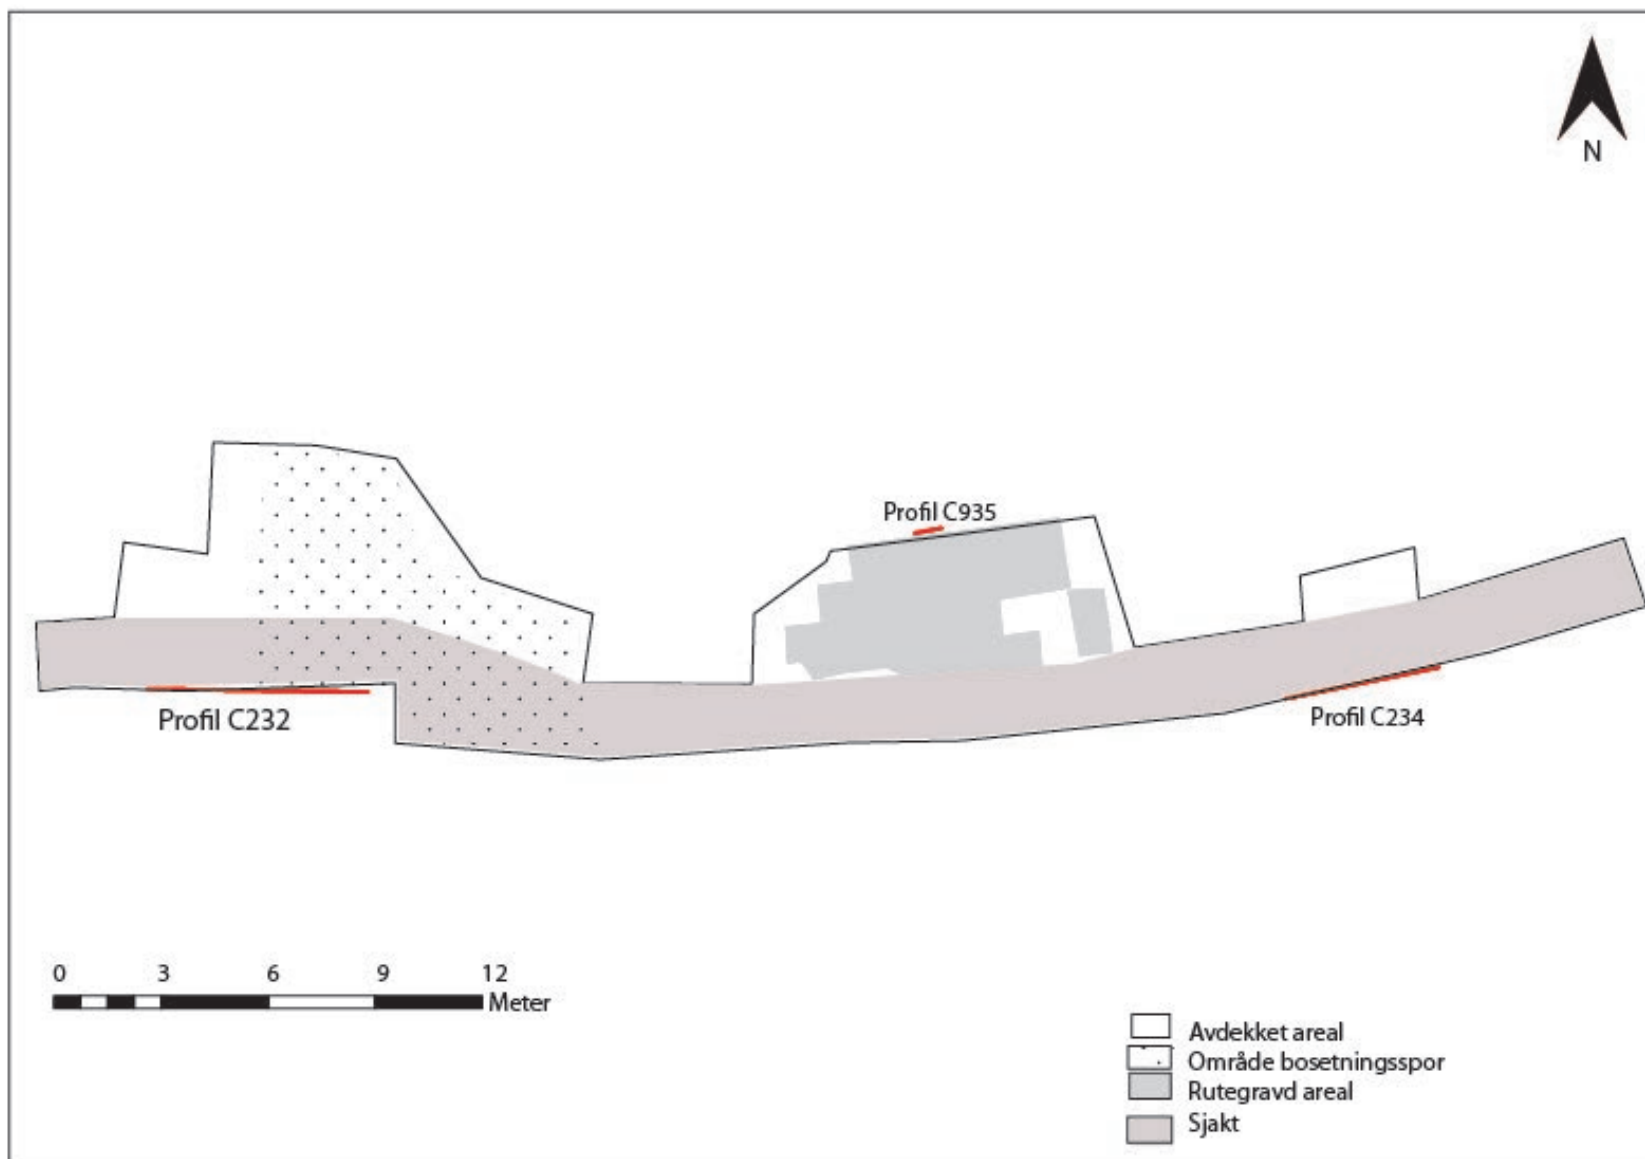 N
Profil C935
Profil C232
Profil C234
0 3 6 9 12
Meter
Avdekket areal
Område bosetningsspor
Rutegravd areal
Sjakt